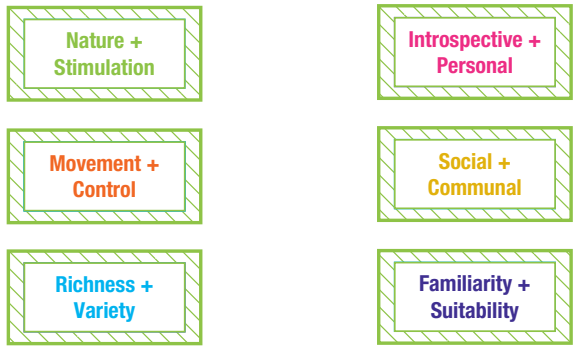 Nature +
Stimulation
Introspective +
Personal
Movement +
Control
Social +
Communal
Richness +
Variety
Familiarity +
Suitability